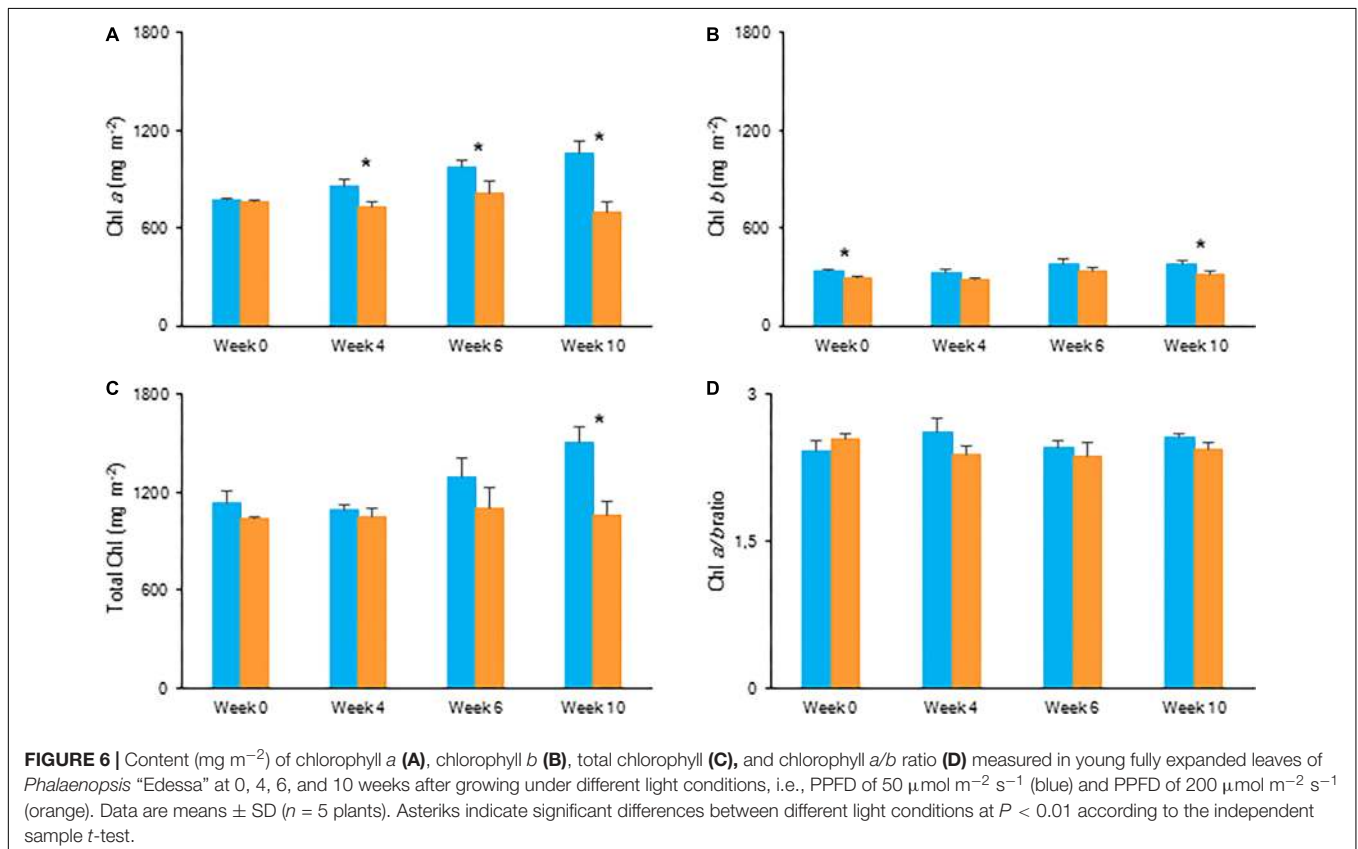 A
1800
1200
600
0
Chl a (mg m−2)
*
*
*
Week 0 Week 4 Week 6 Week 10
B
1800
1200
600
0
Chl b (mg m−2)
*
*
Week 0 Week 4 Week 6 Week 10
C
1800
1200
600
0
Total Chl (mg m−2)
*
Week 0 Week 4 Week 6 Week 10
D
3
1,5
0
Chl a/b ratio
Week 0 Week 4 Week 6 Week 10
FIGURE 6 | Content (mg m−2) of chlorophyll a (A), chlorophyll b (B), total chlorophyll (C), and chlorophyll a/b ratio (D) measured in young fully expanded leaves of
Phalaenopsis “Edessa” at 0, 4, 6, and 10 weeks after growing under different light conditions, i.e., PPFD of 50 μmol m−2 s−1 (blue) and PPFD of 200 μmol m−2 s−1
(orange). Data are means ± SD (n = 5 plants). Asteriks indicate significant differences between different light conditions at P < 0.01 according to the independent
sample t-test.